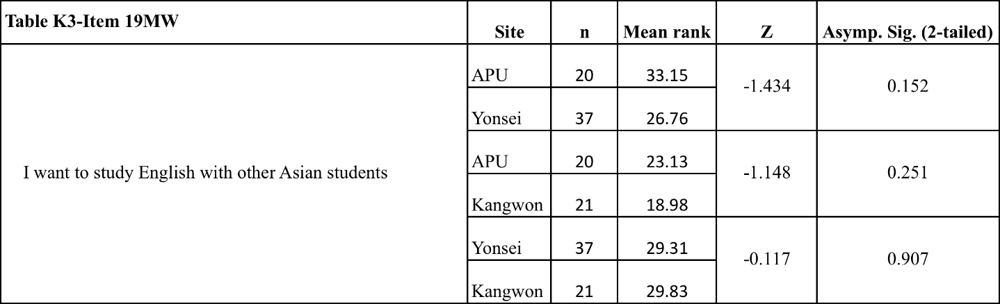 Table K3-Item 19MW
Site n Mean rank Z Asymp. Sig. (2-tailed)
I want to study English with other Asian students
APU 20 33.15
-1.434 0.152
Yonsei 37 26.76
APU 20 23.13
-1.148 0.251
Kangwon 21 18.98
Yonsei 37 29.31
-0.117 0.907
Kangwon 21 29.83